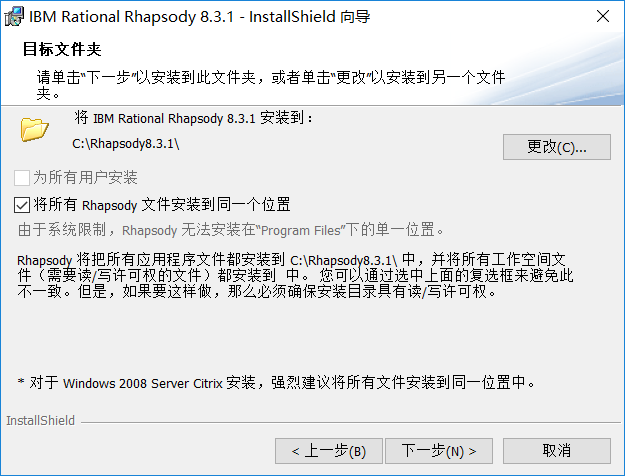 IBM Rational Rhapsody 8.3.1 - InstallShield 向导
目标文件夹
请单击“下一步”以安装到此文件夹，或者单击“更改”以安装到另一个文件
夹。
将 IBM Rational Rhapsody 8.3.1 安装到：
C:\Rhapsody8.3.1\
更改(C)...
为所有用户安装
将所有 Rhapsody 文件安装到同一个位置
由于系统限制，Rhapsody 无法安装在“Program Files”下的单一位置。
Rhapsody 将把所有应用程序文件都安装到 C:\Rhapsody8.3.1\ 中，并将所有工作空间文
件（需要读/写许可权的文件）都安装到 中。 您可以通过选中上面的复选框来避免此
不一致。但是，如果要这样做，那么必须确保安装目录具有读/写许可权。
* 对于 Windows 2008 Server Citrix 安装，强烈建议将所有文件安装到同一位置中。
InstallShield
< 上一步(B)
下一步(N) >
取消